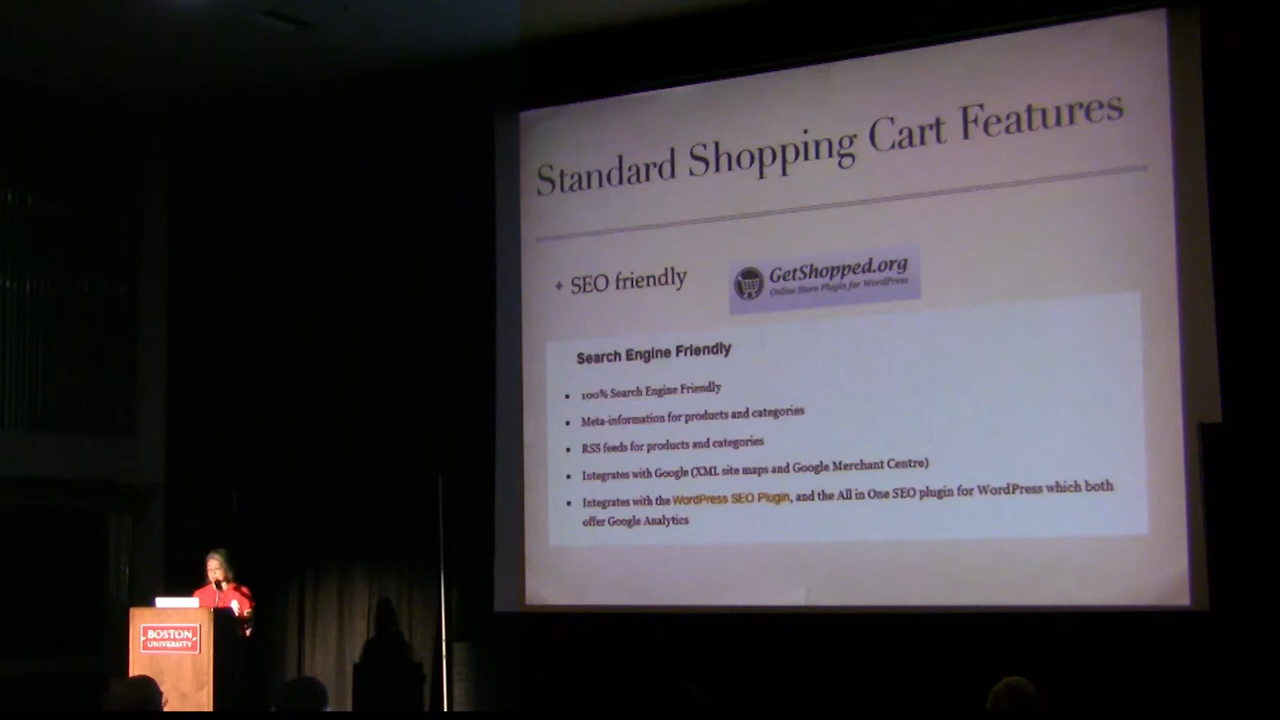 Standard Shopping Cart Features
SEO friendly
GetShopped.org
Online Store Plugin for WordPress
Search Engine Friendly
100% Search Engine Friendly
Meta-information for products and categories
RSS feeds for products and categories
Integrates with Google (XML site maps and Google Merchant Centre)
Integrates with the WordPress SEO Plugin, and the All in One SEO plugin for WordPress which both
offer Google Analytics
BOSTON
UNIVERSITY